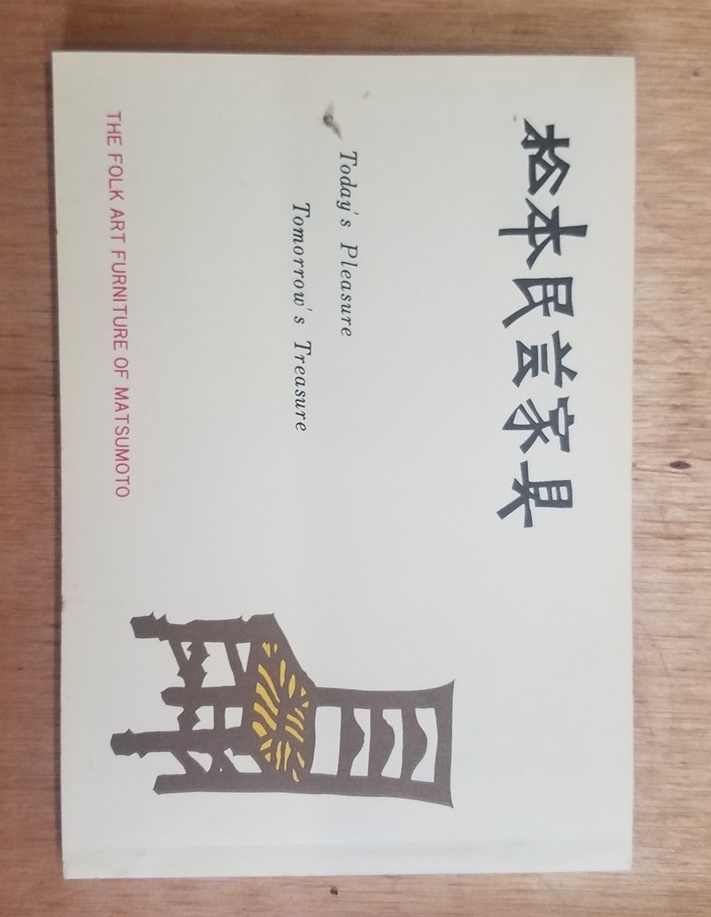 松本民芸家具
Today's Pleasure
Tomorrow's Treasure
THE FOLK ART FURNITURE OF MATSUMOTO